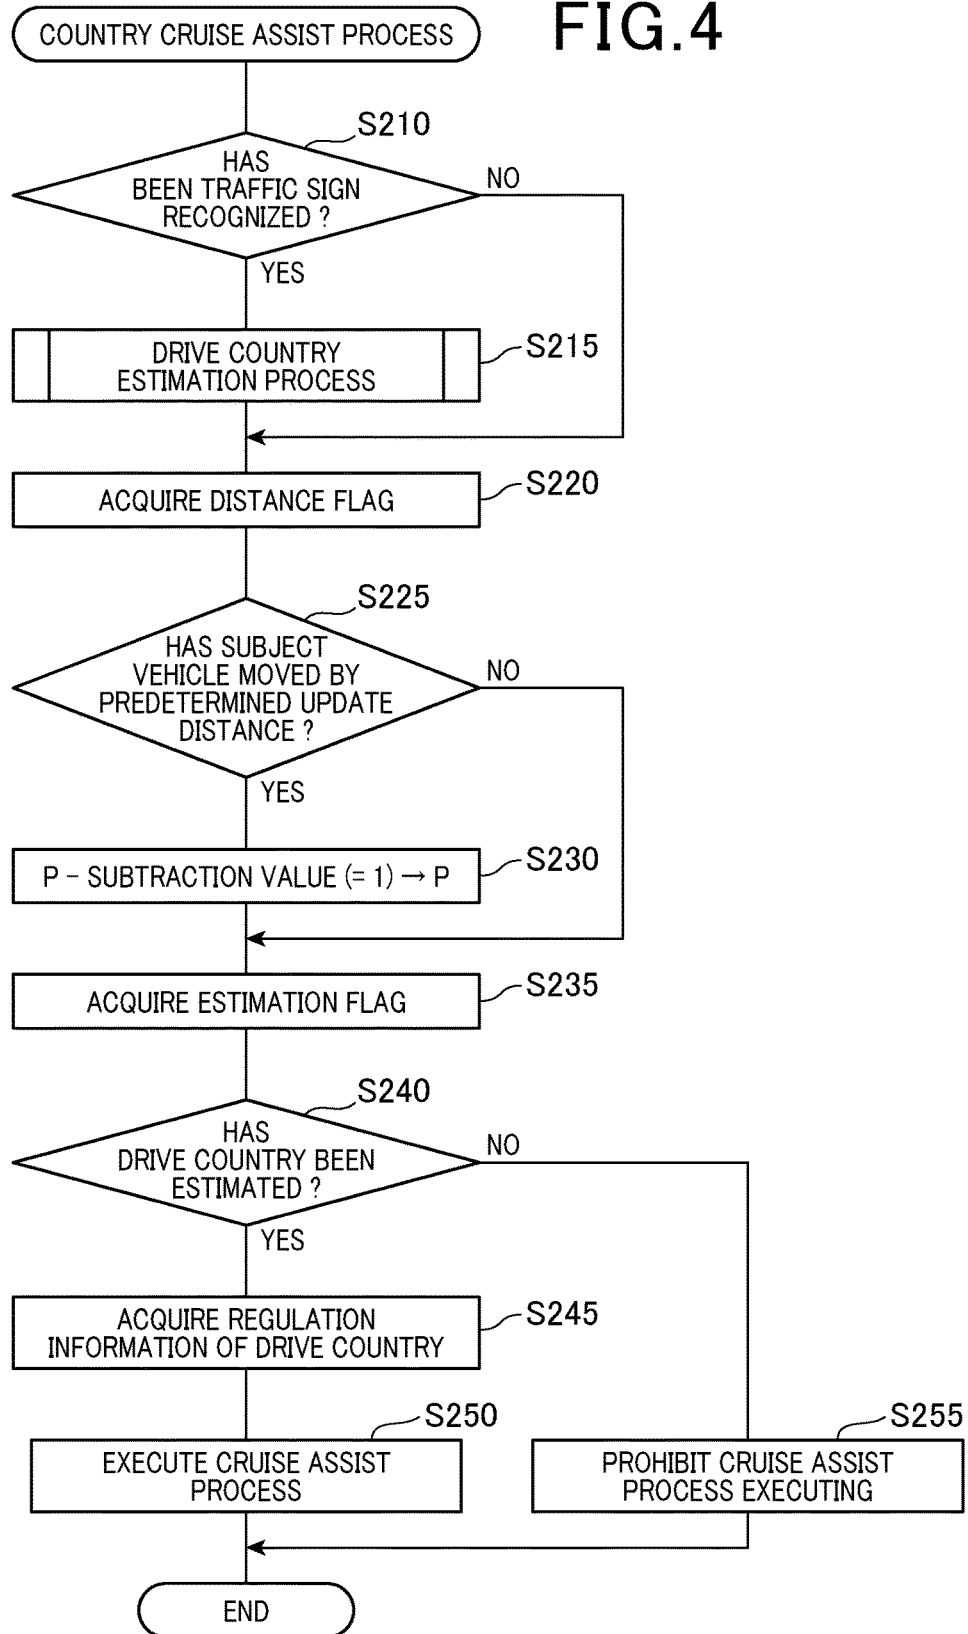 FIG.4
COUNTRY CRUISE ASSIST PROCESS
S210
HAS
BEEN TRAFFIC SIGN
RECOGNIZED ?
NO
YES
DRIVE COUNTRY
ESTIMATION PROCESS
S215
ACQUIRE DISTANCE FLAG
S220
S225
HAS SUBJECT
VEHICLE MOVED BY
PREDETERMINED UPDATE
DISTANCE ?
NO
YES
P – SUBTRACTION VALUE (= 1) → P
S230
ACQUIRE ESTIMATION FLAG
S235
S240
HAS
DRIVE COUNTRY BEEN
ESTIMATED ?
NO
YES
ACQUIRE REGULATION
INFORMATION OF DRIVE COUNTRY
S245
S250
EXECUTE CRUISE ASSIST
PROCESS
S255
PROHIBIT CRUISE ASSIST
PROCESS EXECUTING
END